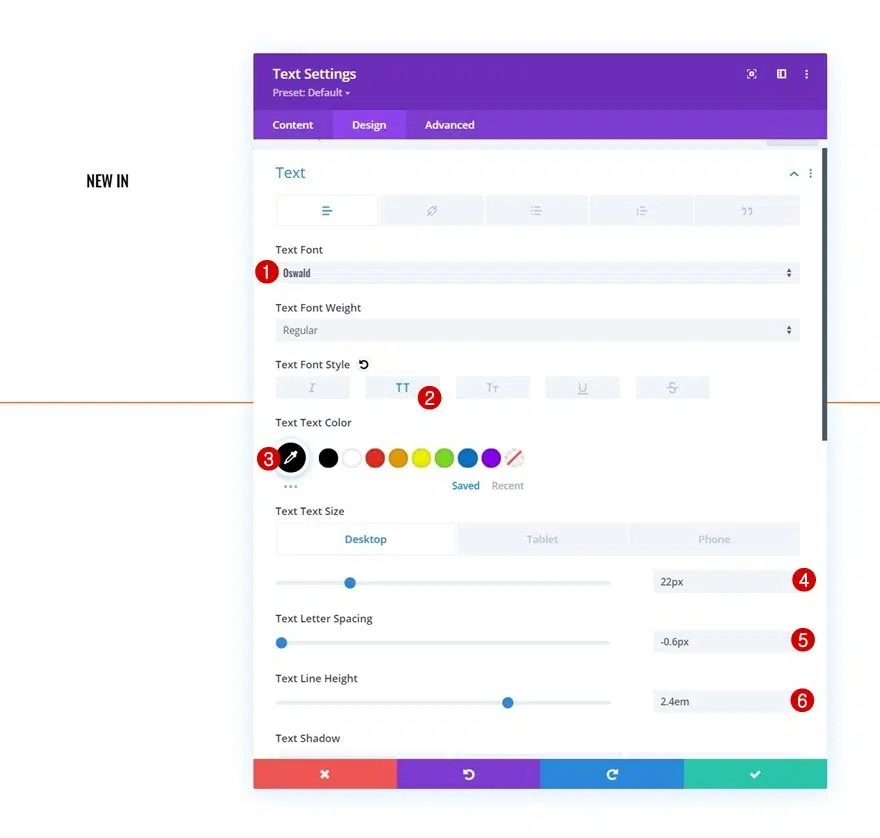 Text Settings
Preset: Default
Content Design Advanced
NEW IN
Text
Text Font
1 Oswald
Text Font Weight
Regular
Text Font Style
I TT Tт U S
2
Text Text Color
3
Saved Recent
Text Text Size
Desktop Tablet Phone
22px 4
Text Letter Spacing
-0.6px 5
Text Line Height
2.4em 6
Text Shadow